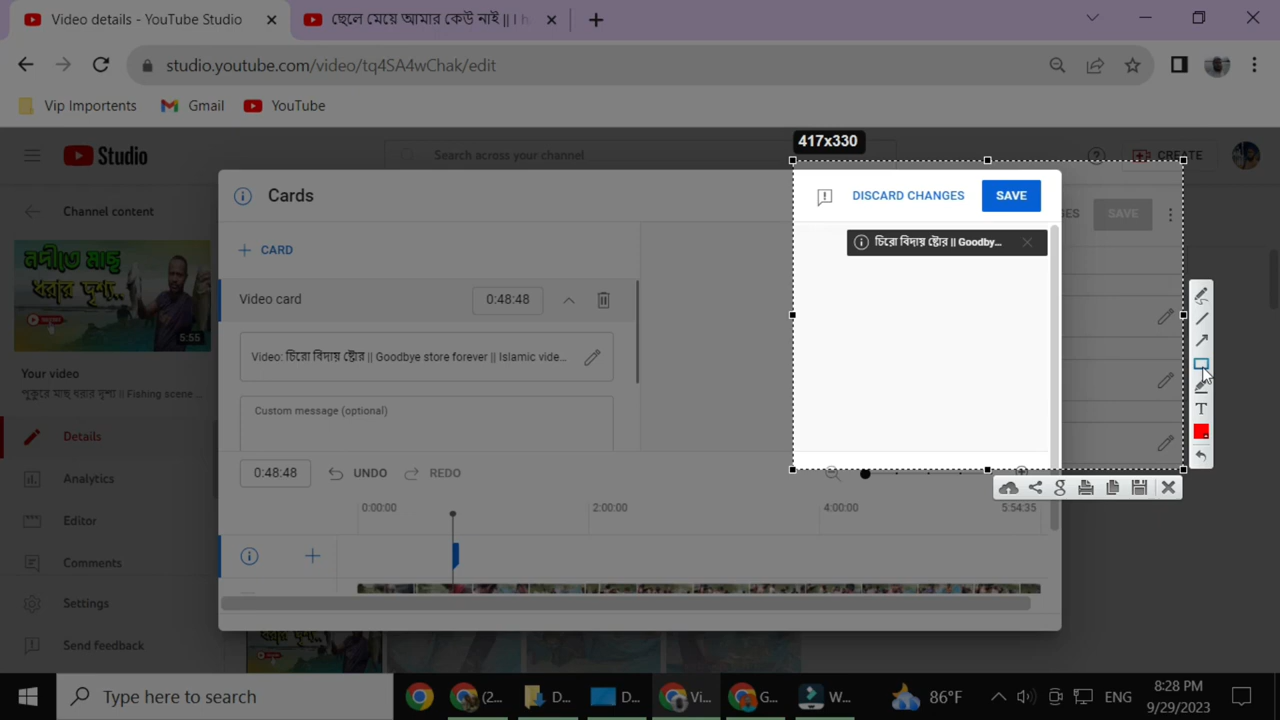 Video details - YouTube Studio
ছেলে মেয়ে আমার কেউ নাই || I h
studio.youtube.com/video/tq4SA4wChak/edit
Vip Importents
Gmail
YouTube
417x330
Studio
Search across your channel
CREATE
Channel content
Cards
DISCARD CHANGES
SAVE
SAVE
CARD
চিরো বিদায় ষ্টোর || Goodby...
নদীতে মাছ
ধরার দৃশ্য..
5:55
Video card
0:48:48
Video: চিরো বিদায় ষ্টোর || Goodbye store forever || Islamic vide...
Your video
পুকুরে মাছ ধরার দৃশ্য || Fishing scene ...
Custom message (optional)
Details
0:48:48
UNDO
REDO
Analytics
0:00:00
2:00:00
4:00:00
5:54:35
Editor
Comments
Settings
Send feedback
T
g
Type here to search
(2...
D...
D...
Vi...
G...
W...
86°F
ENG
8:28 PM
9/29/2023